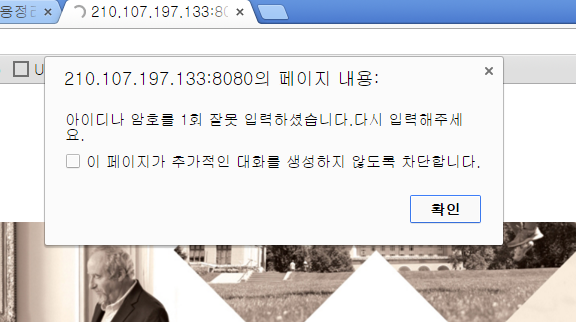 응정
210.107.197.133:80
U
210.107.197.133:8080의 페이지 내용:
아이디나 암호를 1회 잘못 입력하셨습니다.다시 입력해주세
요.
이 페이지가 추가적인 대화를 생성하지 않도록 차단합니다.
확인